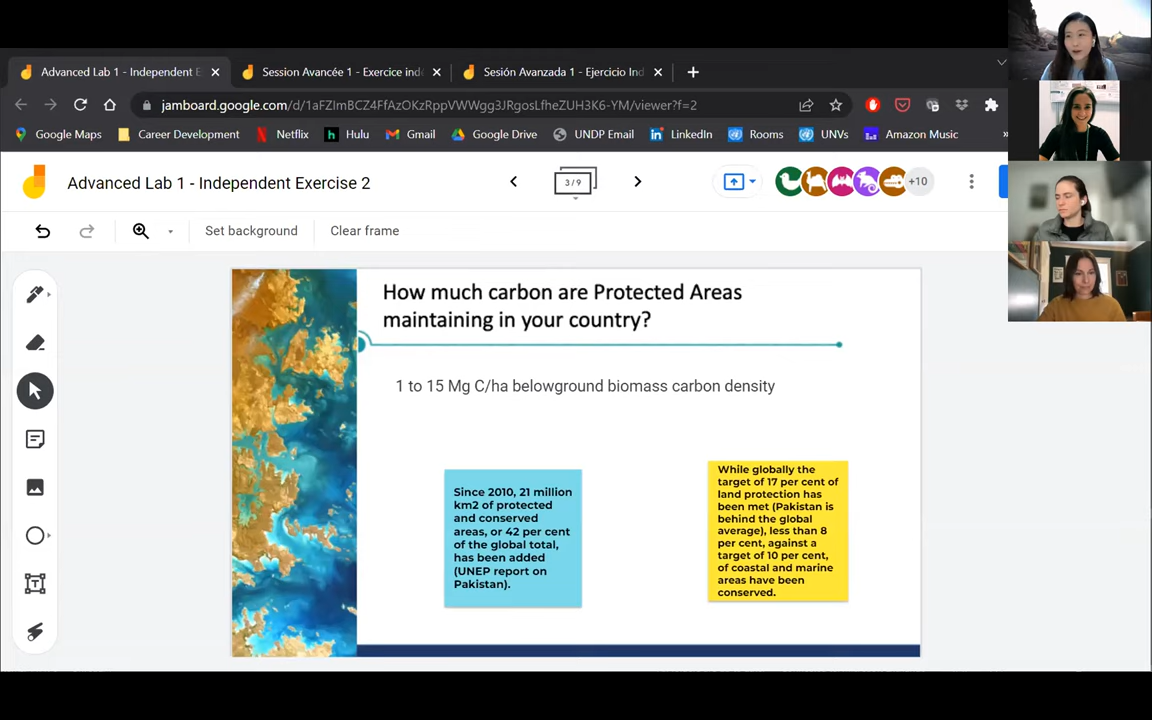 Advanced Lab 1 - Independent E
Session Avancée 1 - Exercice ind
Sesión Avanzada 1 - Ejercicio Ind
jamboard.google.com/d/1aFZImBCZ4FfAzOKzRppVWWgg3JRgosLfheZUH3K6-YM/viewer?f=2
Google Maps
Career Development
Netflix
Hulu
Gmail
Google Drive
UNDP Email
LinkedIn
Rooms
UNVs
Amazon Music
Advanced Lab 1 - Independent Exercise 2
3/9
+10
Set background
Clear frame
How much carbon are Protected Areas
maintaining in your country?
1 to 15 Mg C/ha belowground biomass carbon density
Since 2010, 21 million
km2 of protected
and conserved
areas, or 42 per cent
of the global total,
has been added
(UNEP report on
Pakistan).
While globally the
target of 17 per cent of
land protection has
been met (Pakistan is
behind the global
average), less than 8
per cent, against a
target of 10 per cent,
of coastal and marine
areas have been
conserved.